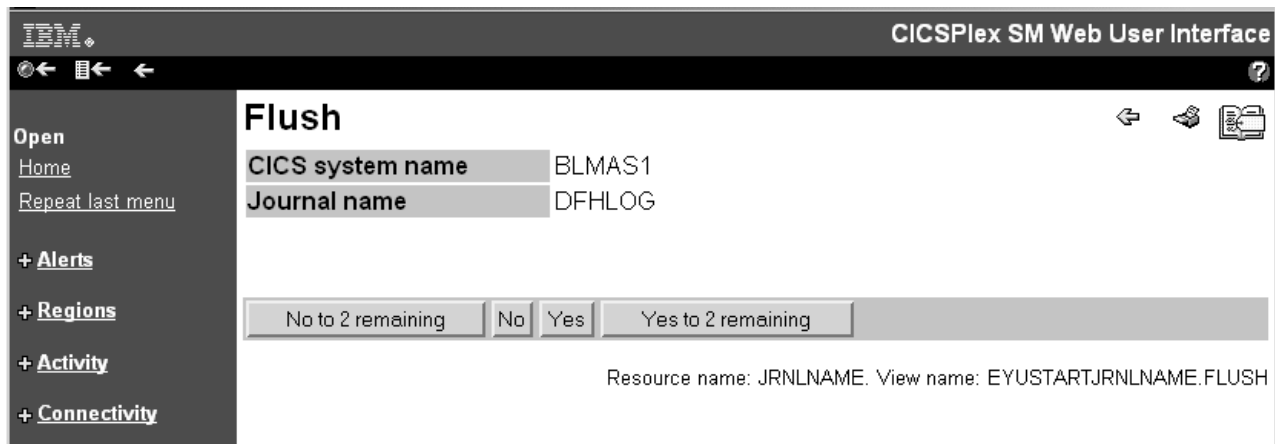 IBM. CICSPlex SM Web User Interface
Open
Home
Repeat last menu
+ Alerts
+ Regions
+ Activity
+ Connectivity
Flush
CICS system name BLMAS1
Journal name DFHLOG
No to 2 remaining No Yes Yes to 2 remaining
Resource name: JRNLNAME. View name: EYUSTARTJRNLNAME.FLUSH